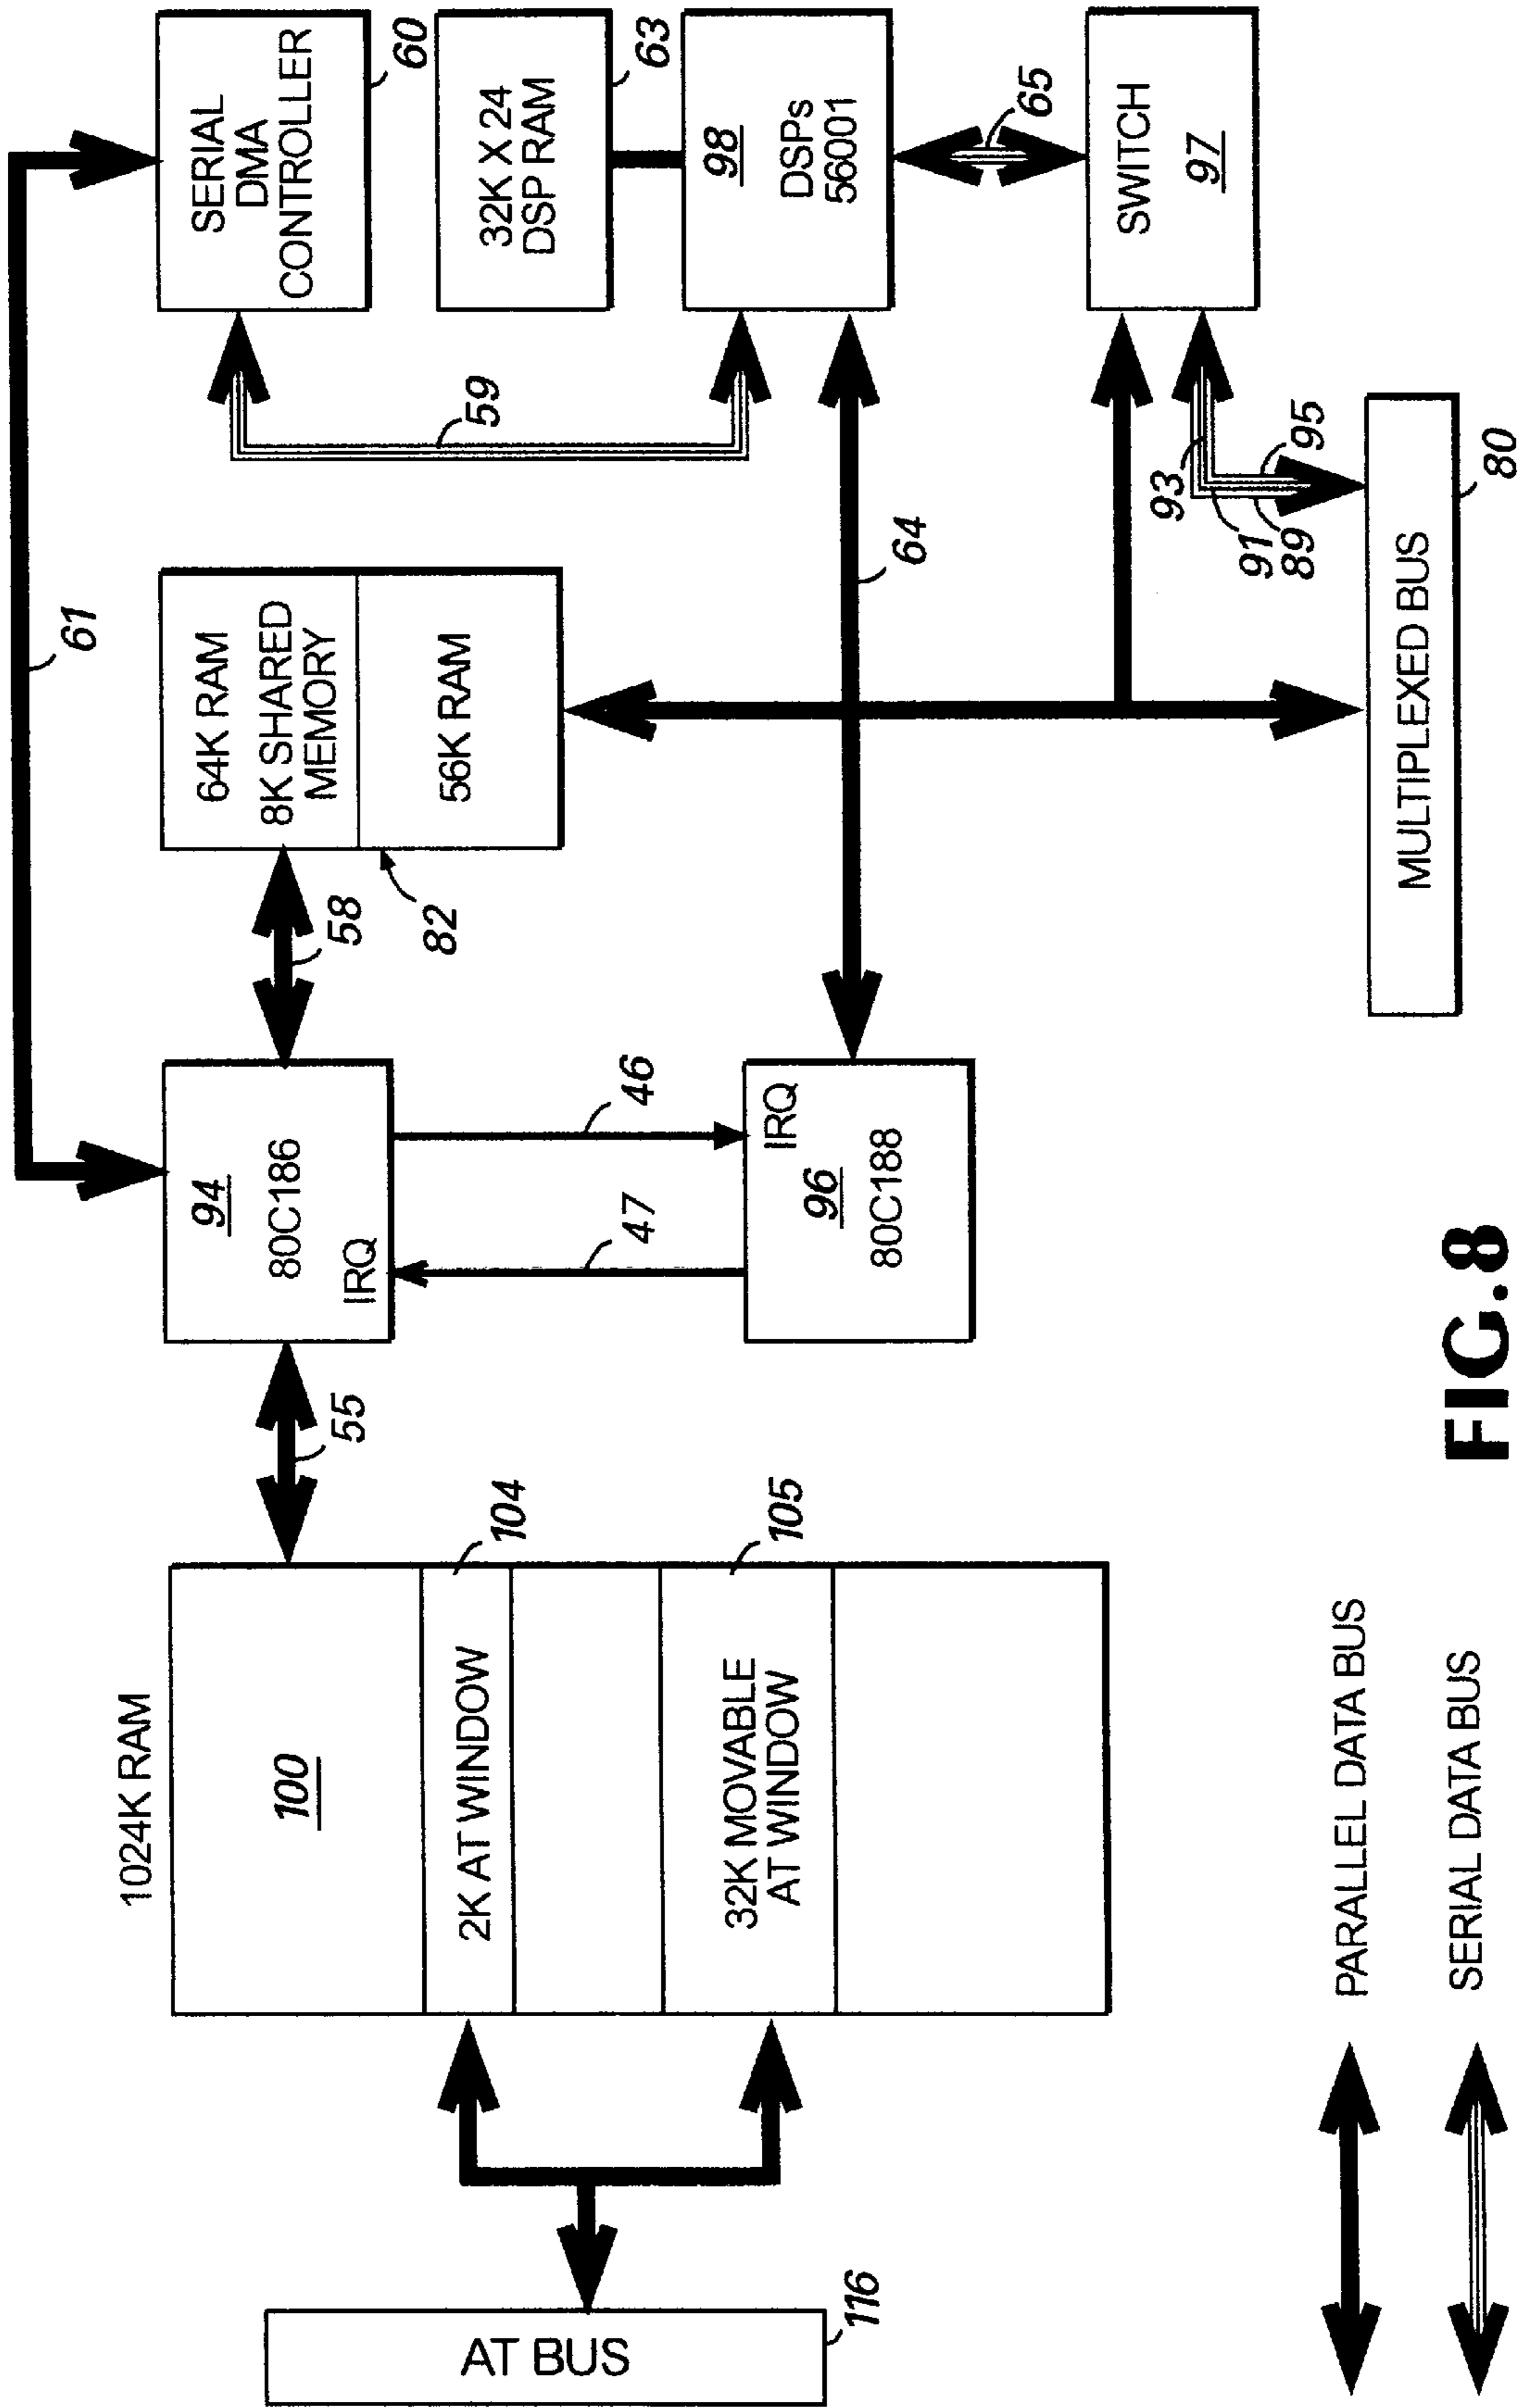 1024K RAM
100
2K AT WINDOW
104
32K MOVABLE
AT WINDOW
105
AT BUS
116
55
94
80C186
IRQ
58
61
47
46
IRQ
96
80C188
64K RAM
8K SHARED
MEMORY
56K RAM
82
64
59
SERIAL
DMA
CONTROLLER
60
32K X 24
DSP RAM
63
98
DSPs
56001
65
SWITCH
97
93
91
89
95
MULTIPLEXED BUS
80
PARALLEL DATA BUS
SERIAL DATA BUS
FIG.8